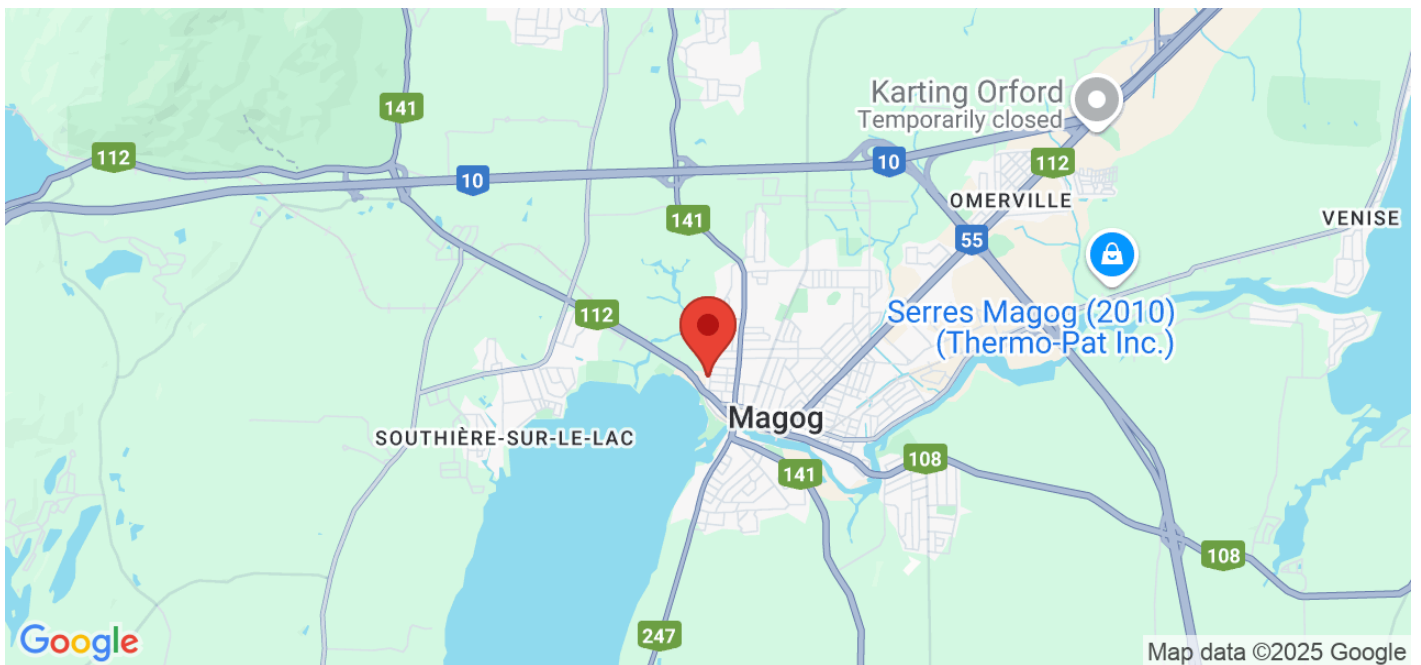 Karting Orford
Temporarily closed
141
112
10
10
112
OMERVILLE
141
VENISE
55
112
Serres Magog (2010)
(Thermo-Pat Inc.)
Magog
SOUTHIÈRE-SUR-LE-LAC
108
141
108
247
Google
Map data ©2025 Google